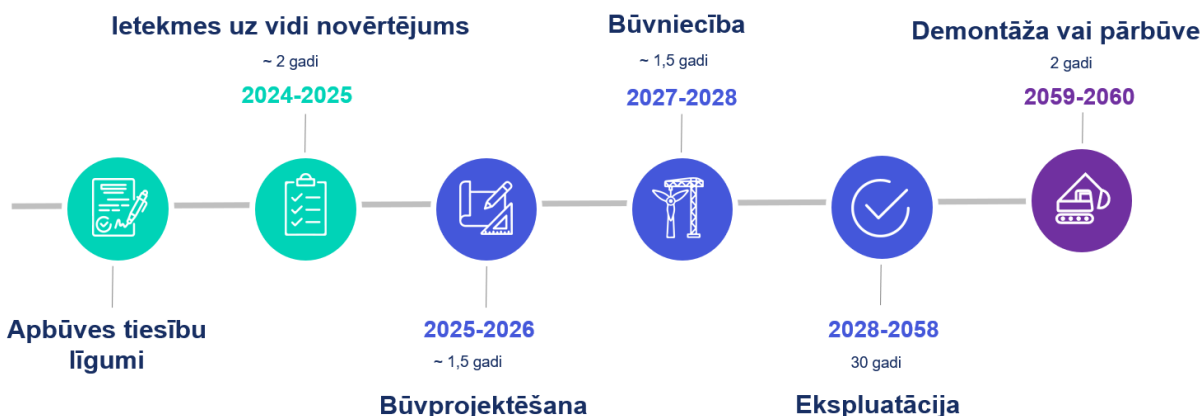 Apbūves tiesību
līgumi
Ietekmes uz vidi novērtējums
~ 2 gadi
2024-2025
2025-2026
~ 1,5 gadi
Būvprojektēšana
Būvniecība
~ 1,5 gadi
2027-2028
2028-2058
30 gadi
Ekspluatācija
Demontāža vai pārbūve
2 gadi
2059-2060